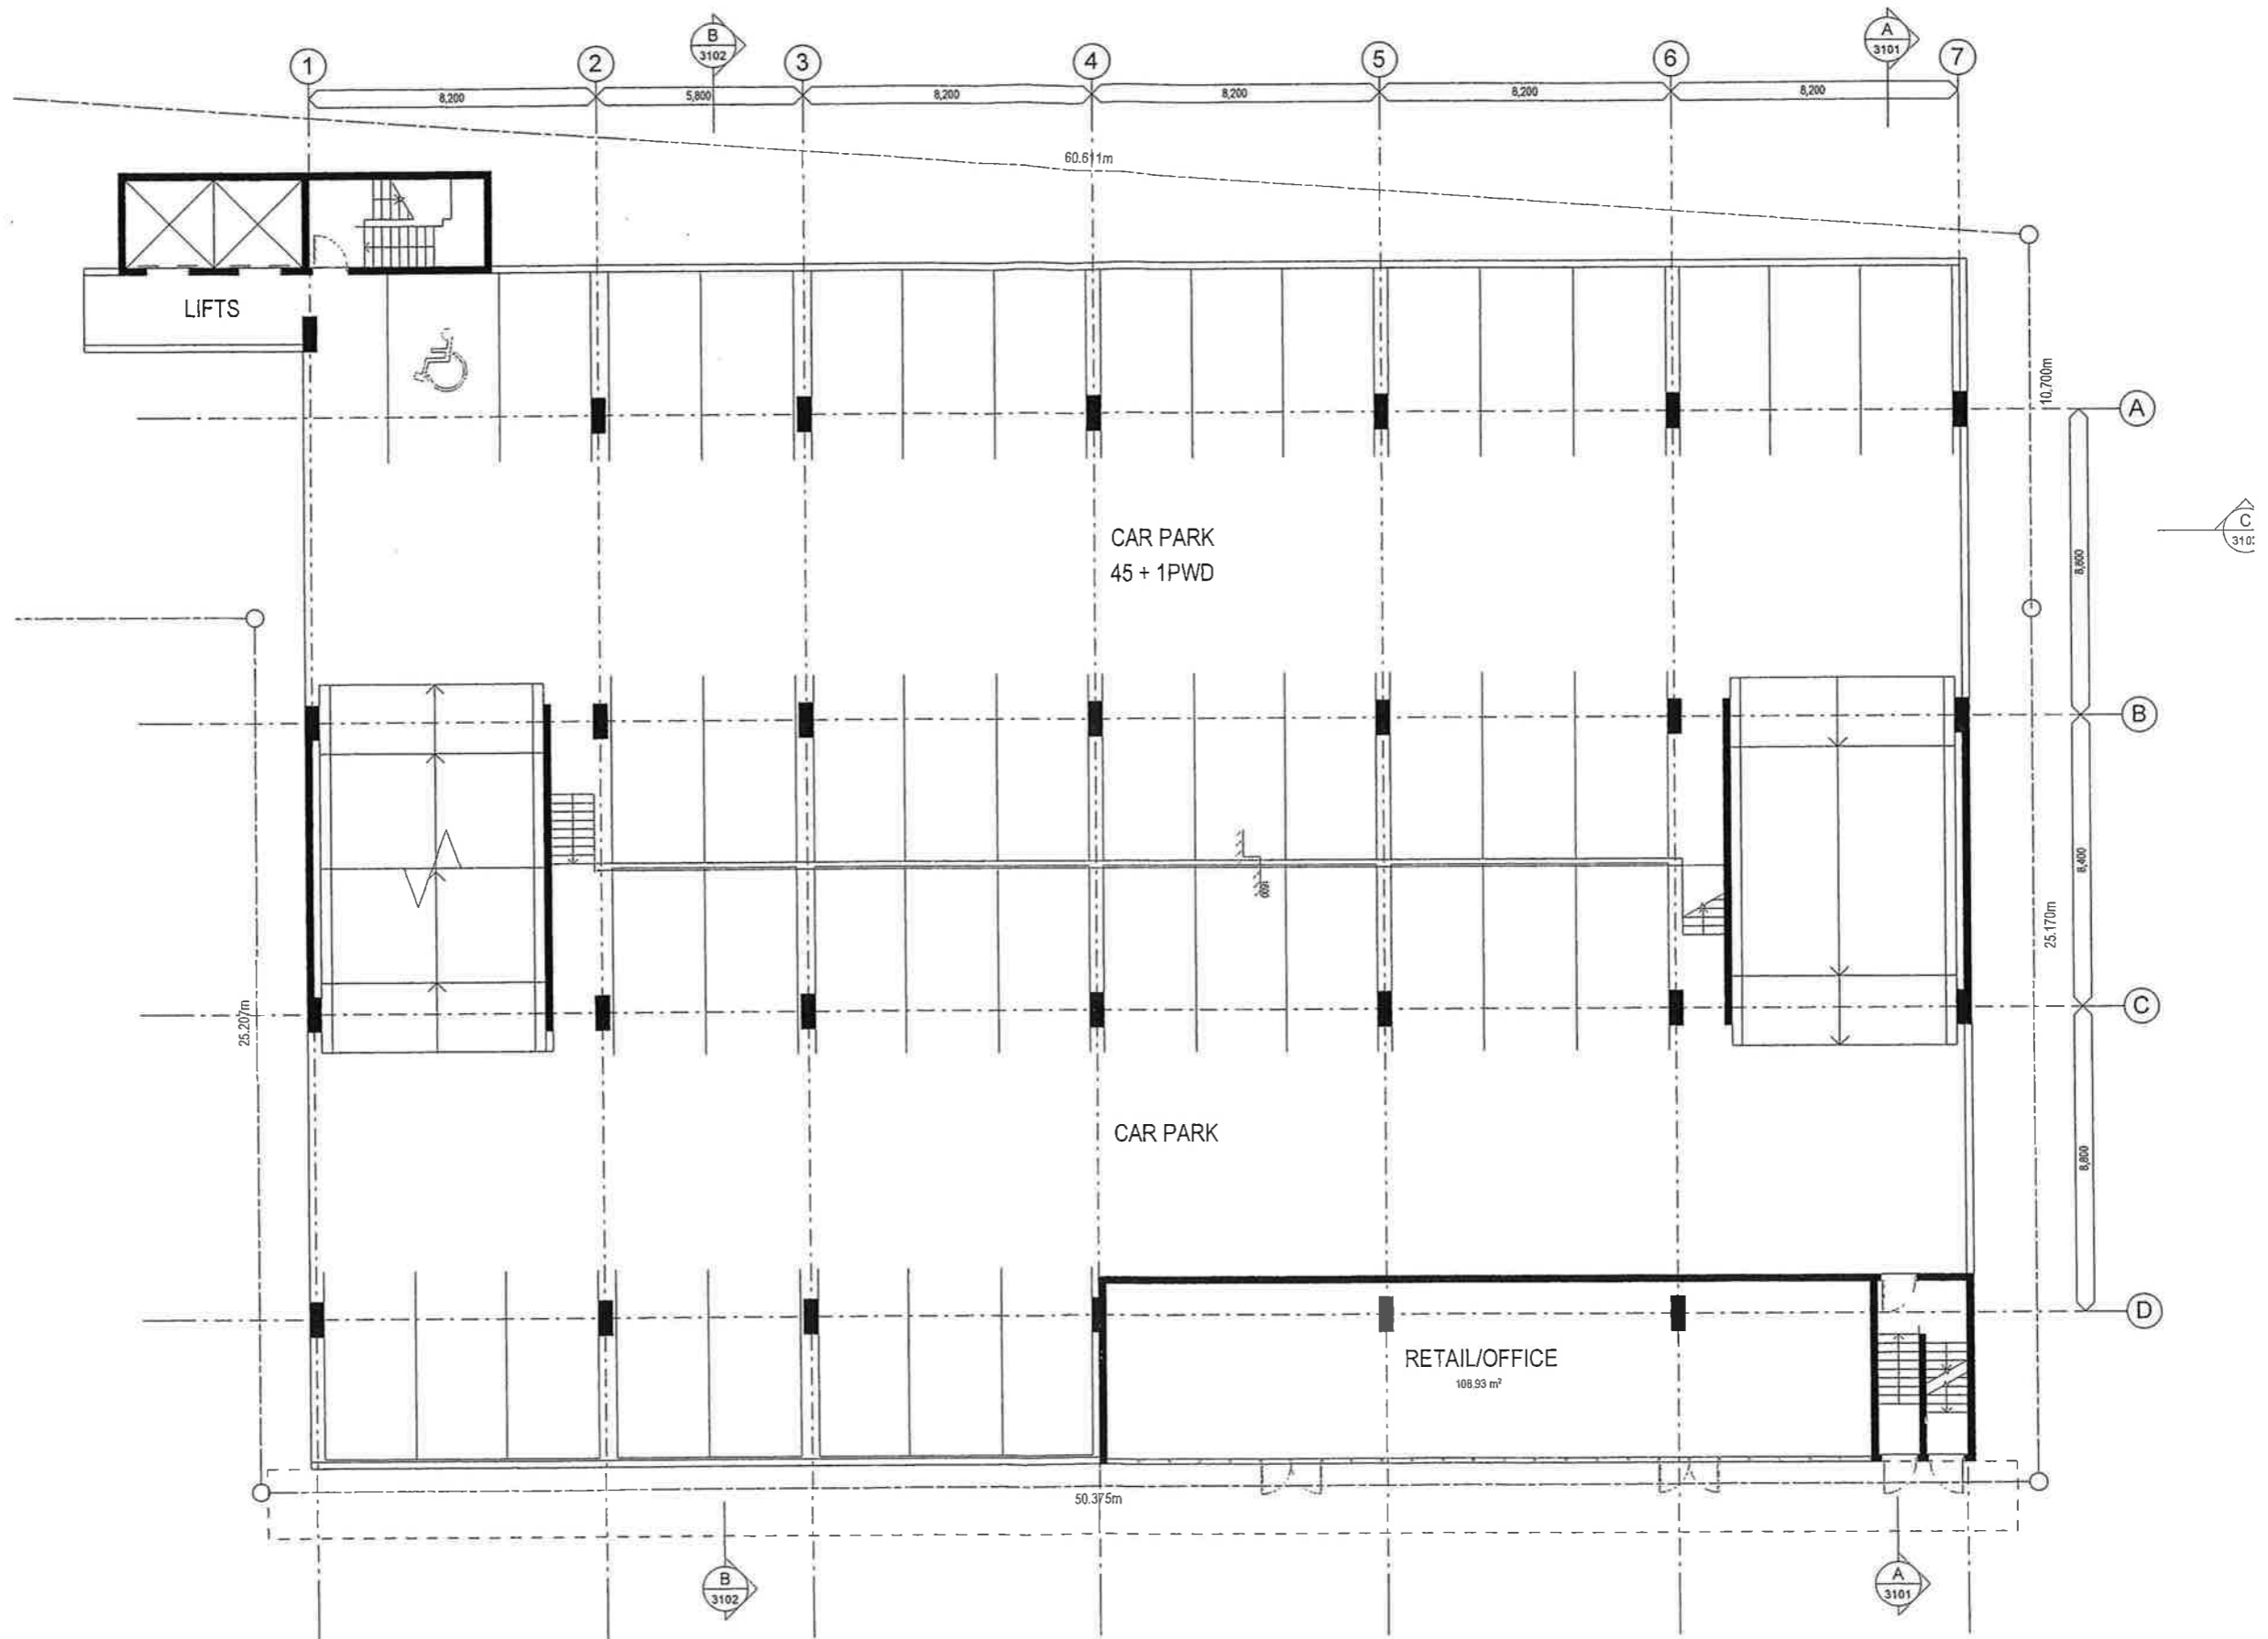 1
2
B
3102
3
4
5
6
A
3101
7
8,200
5,800
8,200
8,200
8,200
8,200
60.611m
LIFTS
10.700m
A
CAR PARK
45 + 1PWD
8,800
C
B
8,400
25.170m
25.207m
C
CAR PARK
8,800
D
RETAIL/OFFICE
108.93 m²
50.375m
B
3102
A
3101